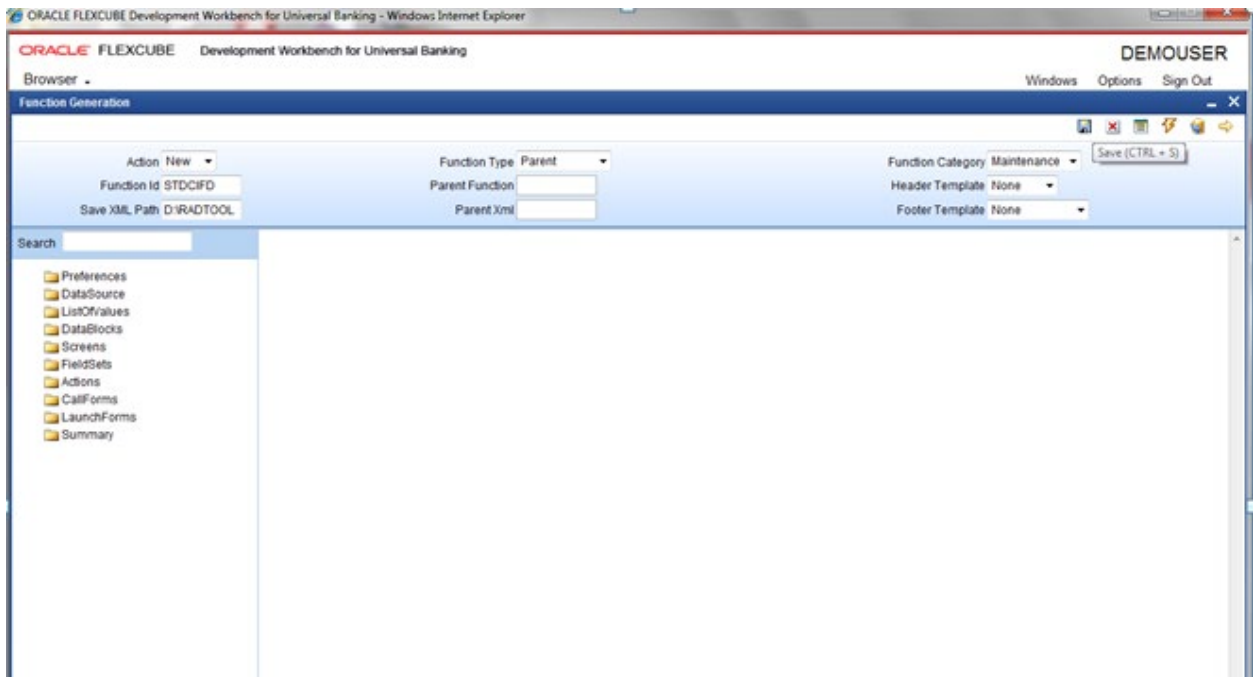 ORACLE FLEXCUBE Development Workbench for Universal Banking - Windows Internet Explorer
ORACLE FLEXCUBE Development Workbench for Universal Banking DEMOUSER
Browser Windows Options Sign Out
Function Generation
Save (CTRL + S)
Action New Function Type Parent Function Category Maintenance
Function Id STDCIFD Parent Function Header Template None
Save XML Path D:\RADTOOL Parent Xml Footer Template None
Search
Preferences
DataSource
ListOfValues
DataBlocks
Screens
FieldSets
Actions
CallForms
LaunchForms
Summary